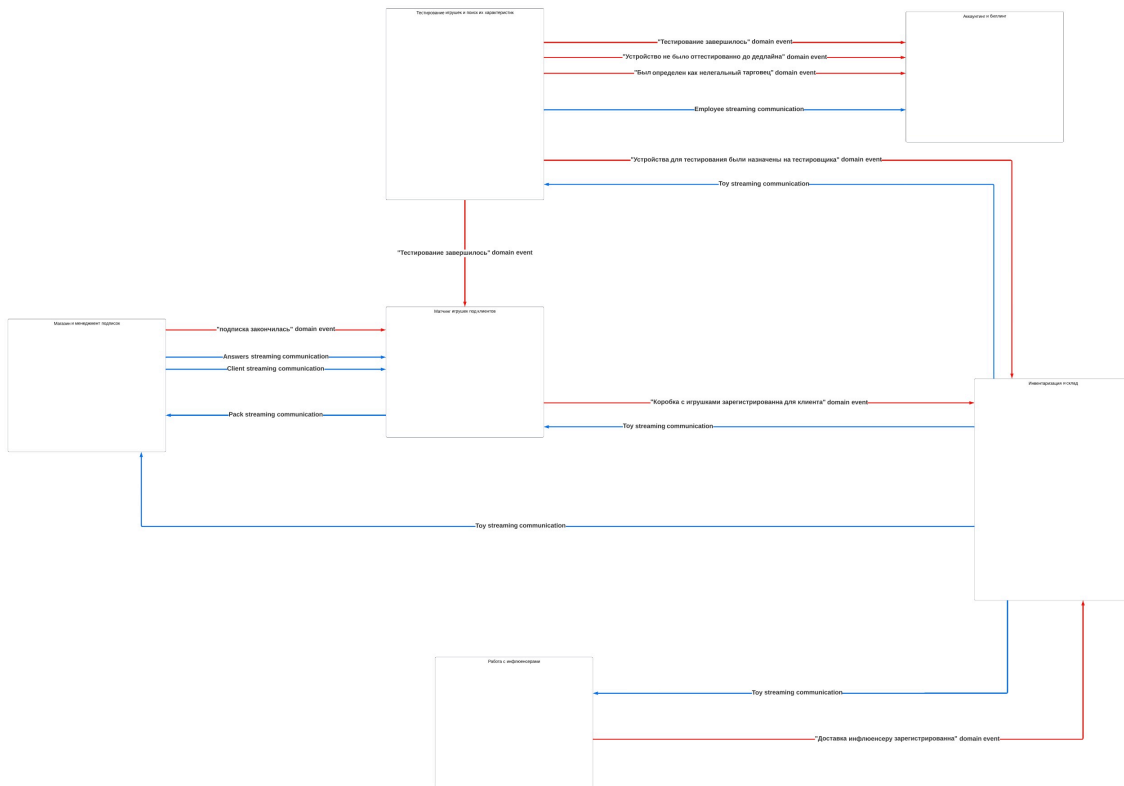 Тестирование игрушек и поиск их характеристик
Аккаунтинг и биллинг
"Тестирование завершилось" domain event
"Устройство не было оттестированно до дедлайна" domain event
"Был определен как нелегальный тарговец" domain event
Employee streaming communication
"Устройства для тестирования были назначены на тестировщика" domain event
Toy streaming communication
"Тестирование завершилось" domain event
Магазин и менеджмент подписок
Матчинг игрушек под клиентов
"подписка закончилась" domain event
Answers streaming communication
Client streaming communication
Pack streaming communication
Инвентаризация и склад
"Коробка с игрушками зарегистрированна для клиента" domain event
Toy streaming communication
Toy streaming communication
Работа с инфлюенсерами
Toy streaming communication
"Доставка инфлюенсеру зарегистрированна" domain event